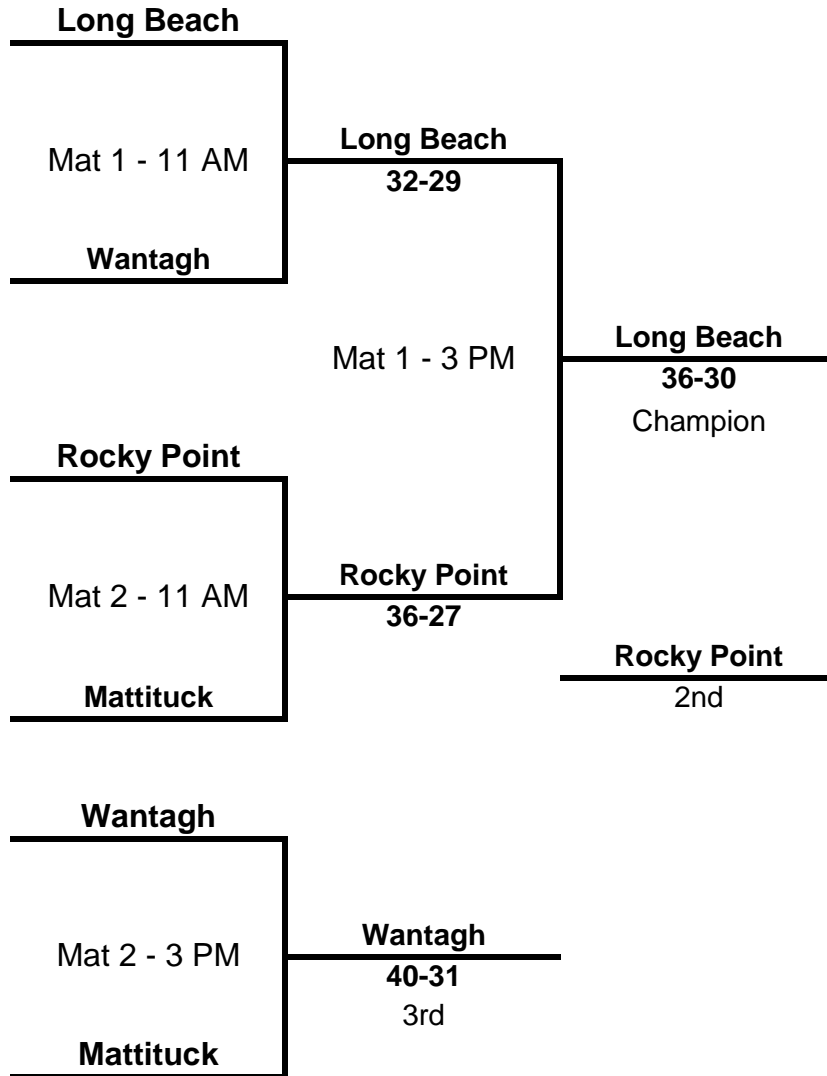 Long Beach
Mat 1 - 11 AM
Long Beach
32-29
Wantagh
Mat 1 - 3 PM
Long Beach
36-30
Champion
Rocky Point
Mat 2 - 11 AM
Rocky Point
36-27
Rocky Point
2nd
Mattituck
Wantagh
Mat 2 - 3 PM
Wantagh
40-31
3rd
Mattituck